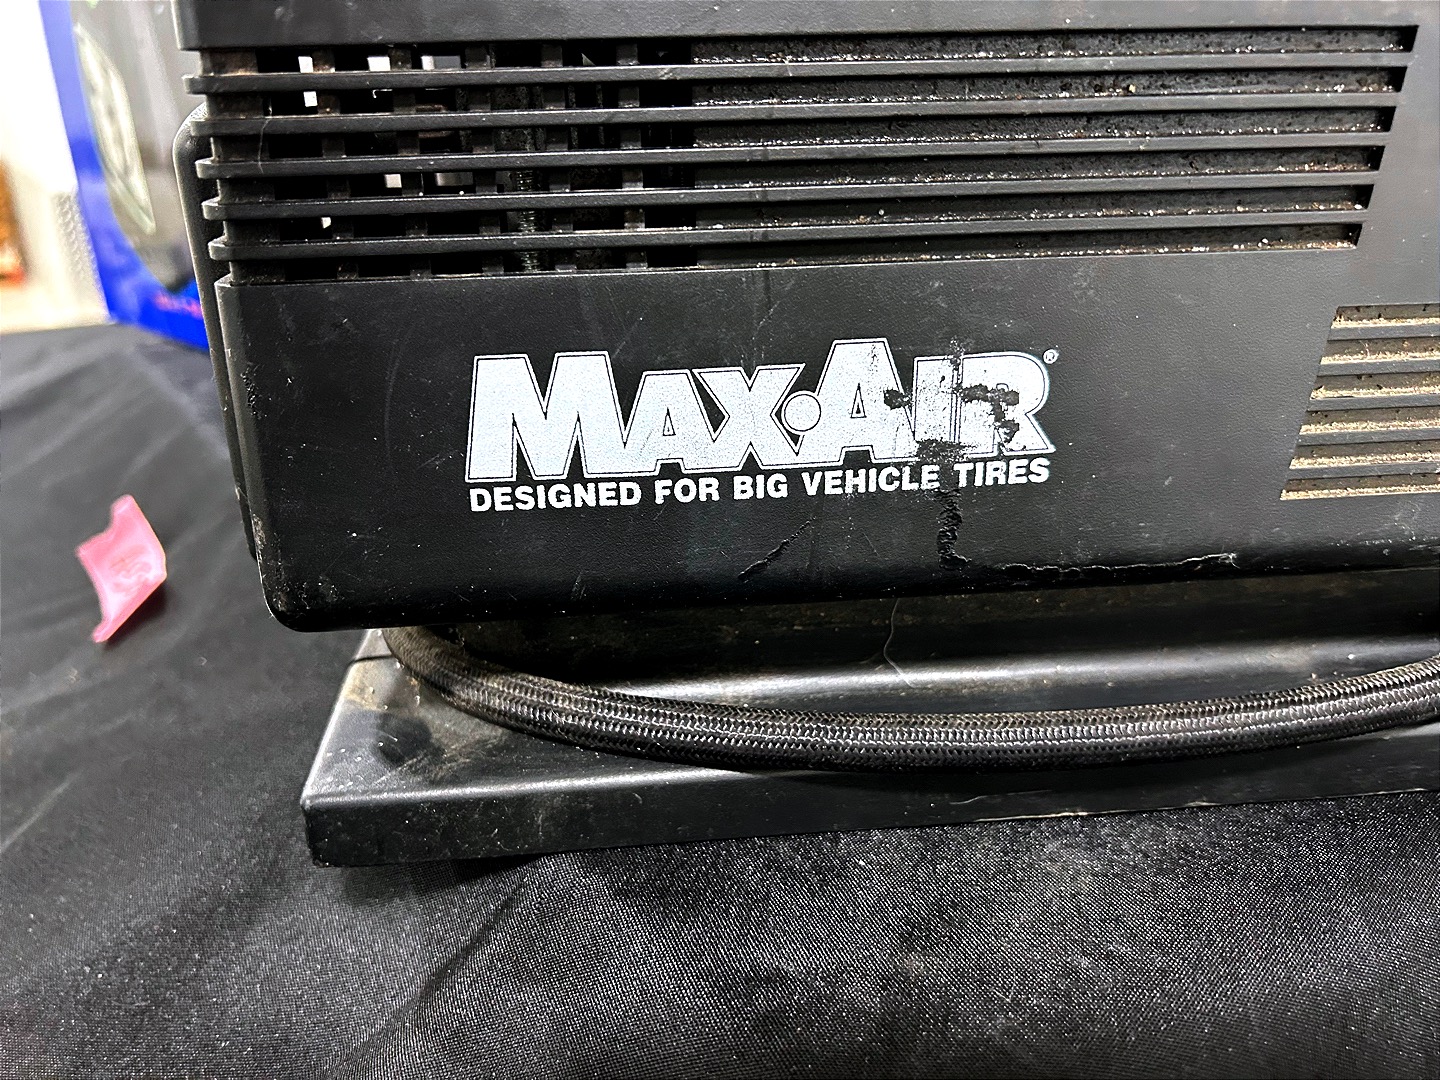 MAX•AIR®
DESIGNED FOR BIG VEHICLE TIRES